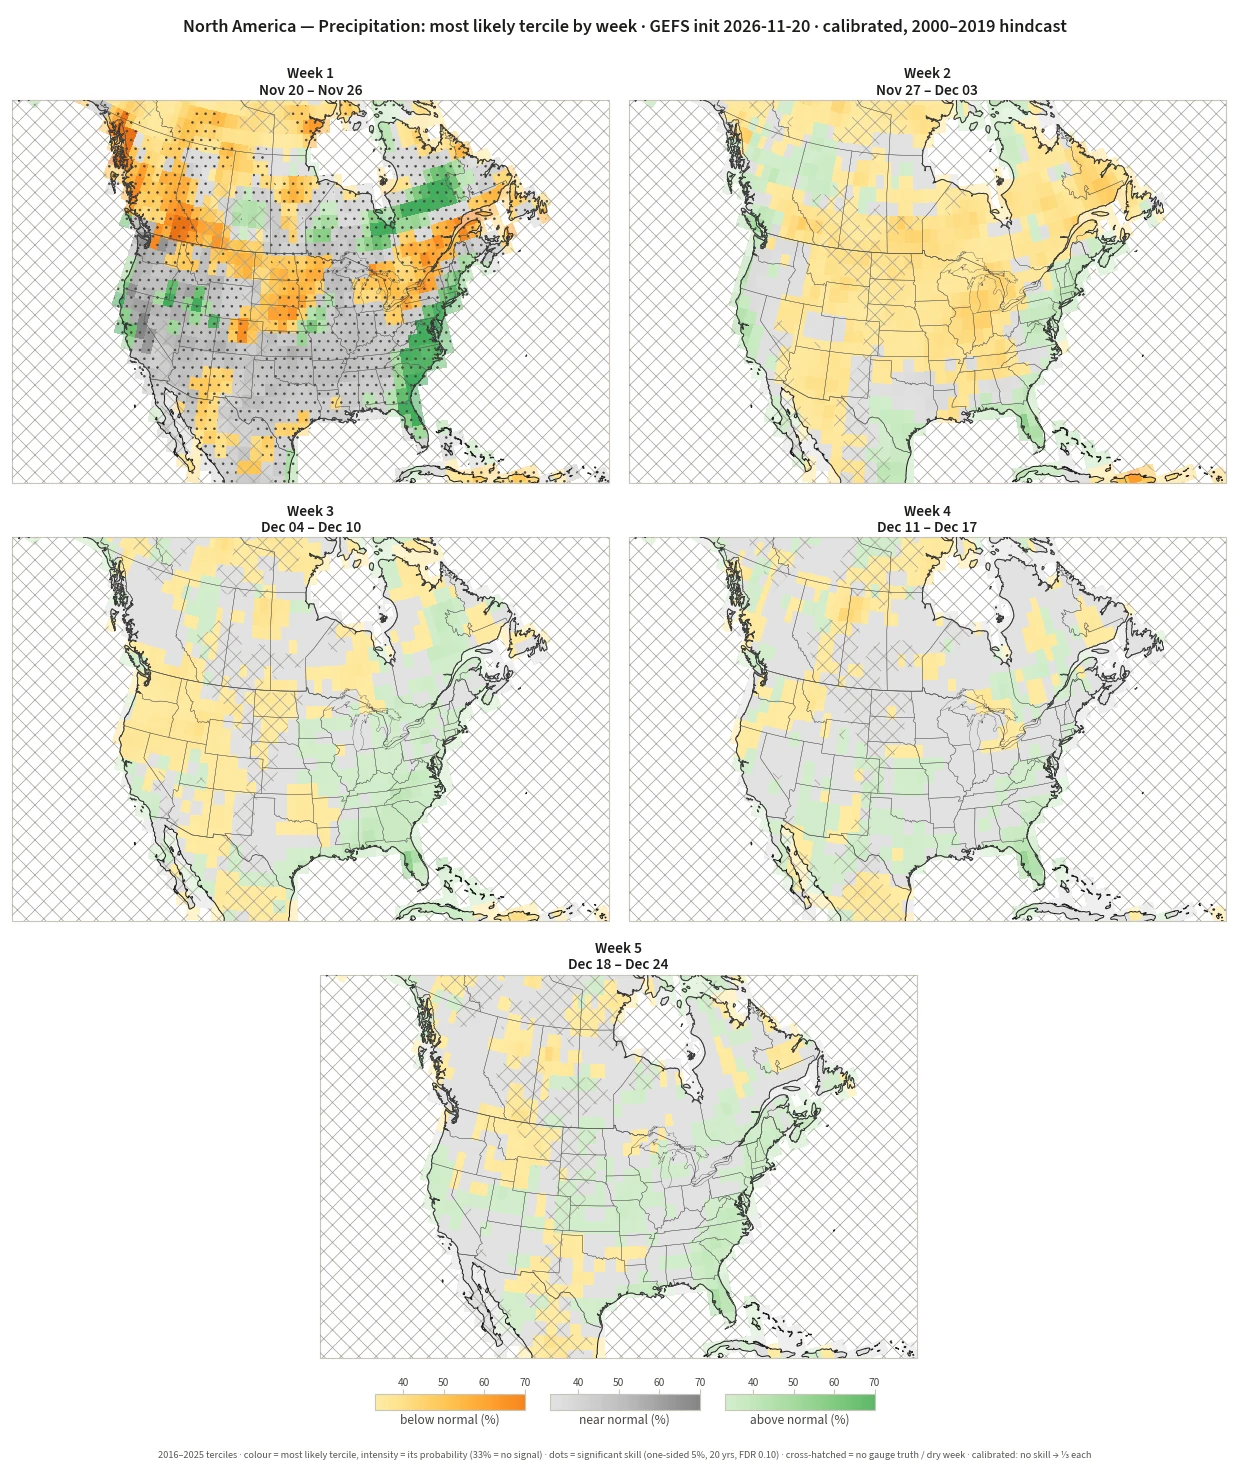 North America — Precipitation: most likely tercile by week · GEFS init 2026-11-20 · calibrated, 2000–2019 hindcast
Week 1
Nov 20 – Nov 26
Week 2
Nov 27 – Dec 03
Week 3
Dec 04 – Dec 10
Week 4
Dec 11 – Dec 17
Week 5
Dec 18 – Dec 24
40 50 60 70
below normal (%)
40 50 60 70
near normal (%)
40 50 60 70
above normal (%)
2016–2025 terciles · colour = most likely tercile, intensity = its probability (33% = no signal) · dots = significant skill (one-sided 5%, 20 yrs, FDR 0.10) · cross-hatched = no gauge truth / dry week · calibrated: no skill → ⅓ each